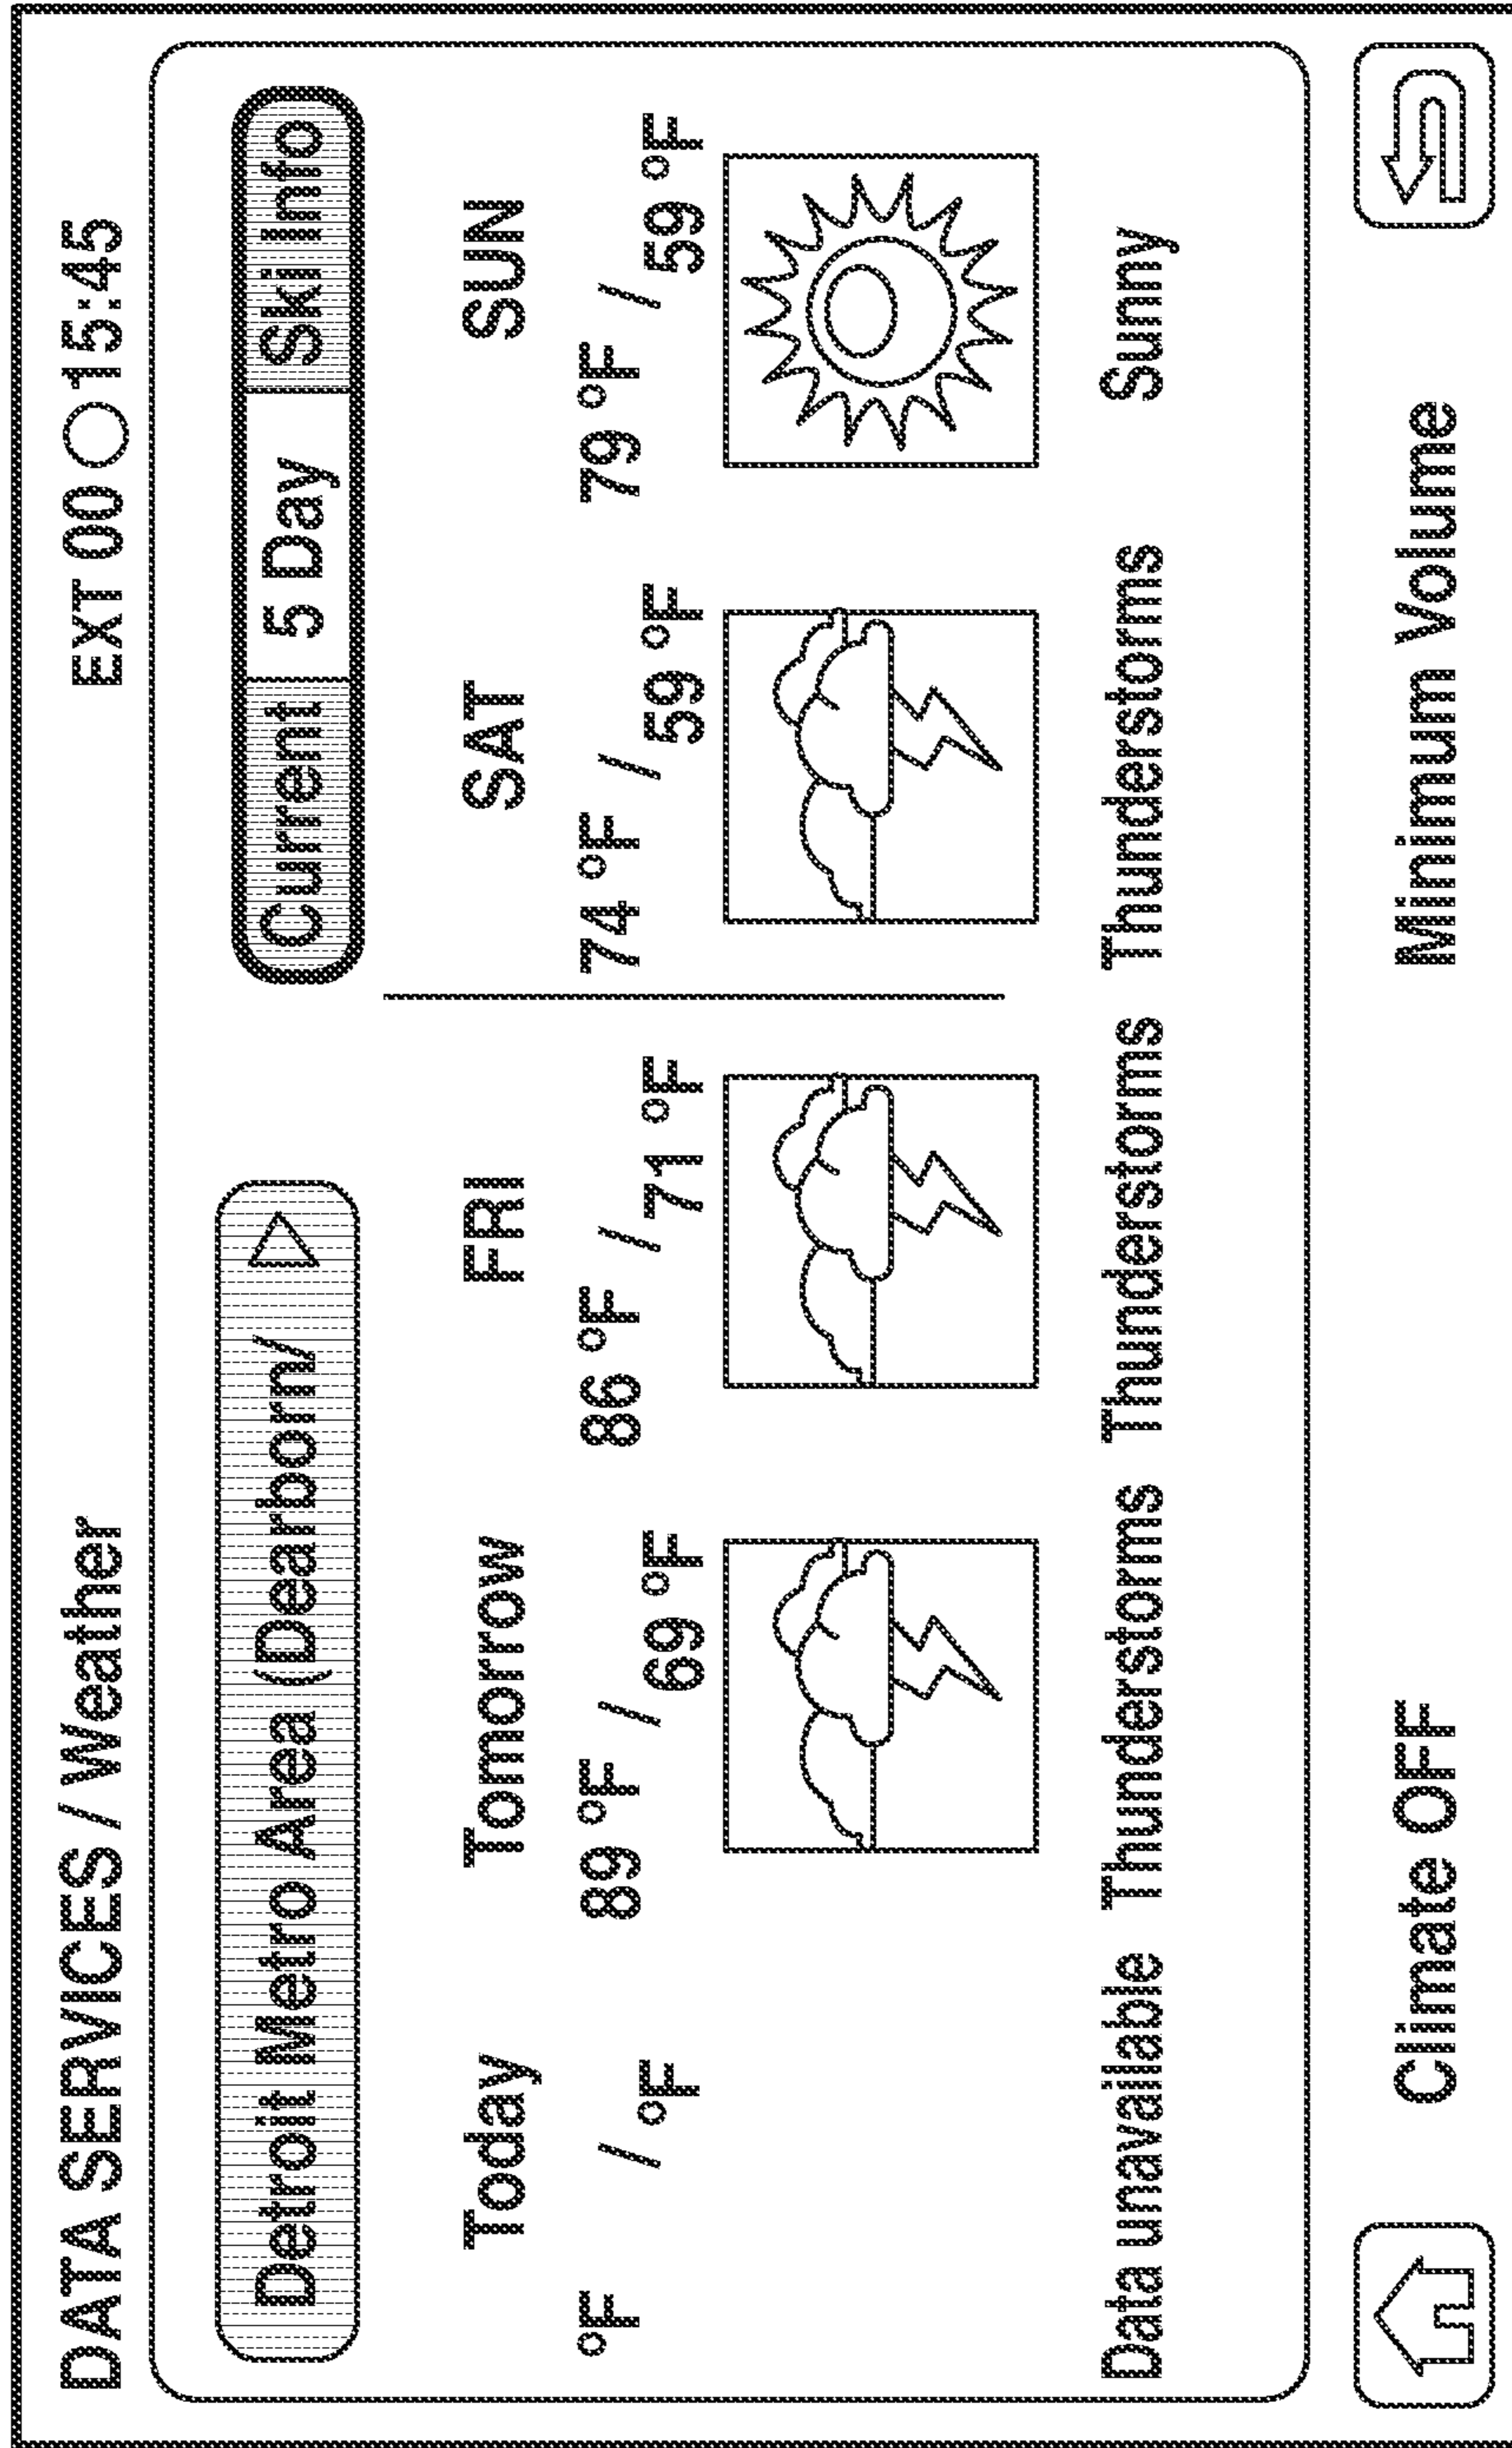 DATA SERVICES / Weather EXT 00 15:45
Detroit Metro Area (Dearborn/ Current 5 Day Ski info
Today Tomorrow FRI SAT SUN
°F / °F 89 °F / 69 °F 86 °F / 71 °F 74 °F / 59 °F 79 °F / 59 °F
Data unavailable Thunderstorms Thunderstorms Thunderstorms Sunny
Climate OFF Minimum Volume